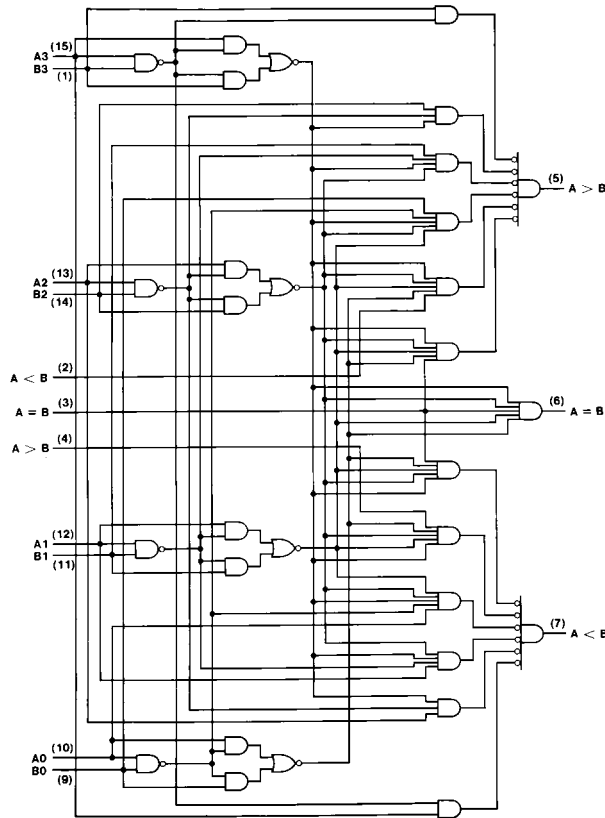 A3 (15)
B3
(1)
(5)
A > B
A2 (13)
B2
(14)
A < B (2)
A = B (3)
(6)
A = B
A > B (4)
A1 (12)
B1
(11)
(7)
A < B
A0 (10)
B0
(9)